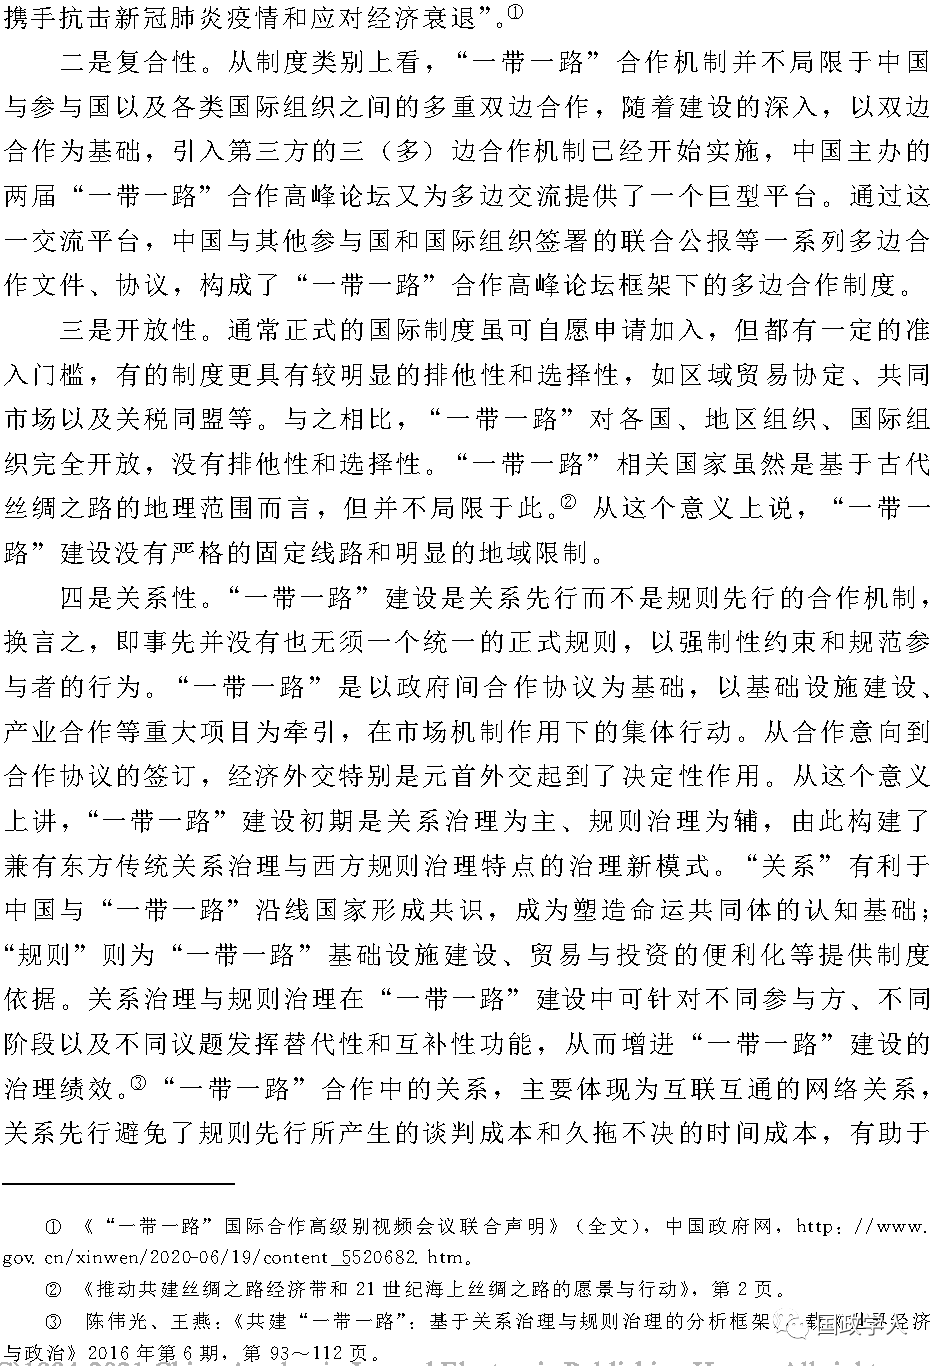 携手抗击新冠肺炎疫情和应对经济衰退”。①
二是复合性。从制度类别上看，“一带一路”合作机制并不局限于中国
与参与国以及各类国际组织之间的多重双边合作，随着建设的深入，以双边
合作为基础，引入第三方的三（多）边合作机制已经开始实施，中国主办的
两届“一带一路”合作高峰论坛又为多边交流提供了一个巨型平台。通过这
一交流平台，中国与其他参与国和国际组织签署的联合公报等一系列多边合
作文件、协议，构成了“一带一路”合作高峰论坛框架下的多边合作制度。
三是开放性。通常正式的国际制度虽可自愿申请加入，但都有一定的准
入门槛，有的制度更具有较明显的排他性和选择性，如区域贸易协定、共同
市场以及关税同盟等。与之相比，“一带一路”对各国、地区组织、国际组
织完全开放，没有排他性和选择性。“一带一路”相关国家虽然是基于古代
丝绸之路的地理范围而言，但并不局限于此。② 从这个意义上说，“一带一
路”建设没有严格的固定线路和明显的地域限制。
四是关系性。“一带一路”建设是关系先行而不是规则先行的合作机制，
换言之，即事先并没有也无须一个统一的正式规则，以强制性约束和规范参
与者的行为。“一带一路”是以政府间合作协议为基础，以基础设施建设、
产业合作等重大项目为牵引，在市场机制作用下的集体行动。从合作意向到
合作协议的签订，经济外交特别是元首外交起到了决定性作用。从这个意义
上讲，“一带一路”建设初期是关系治理为主、规则治理为辅，由此构建了
兼有东方传统关系治理与西方规则治理特点的治理新模式。“关系”有利于
中国与“一带一路”沿线国家形成共识，成为塑造命运共同体的认知基础；
“规则”则为“一带一路”基础设施建设、贸易与投资的便利化等提供制度
依据。关系治理与规则治理在“一带一路”建设中可针对不同参与方、不同
阶段以及不同议题发挥替代性和互补性功能，从而增进“一带一路”建设的
治理绩效。③“一带一路”合作中的关系，主要体现为互联互通的网络关系，
关系先行避免了规则先行所产生的谈判成本和久拖不决的时间成本，有助于
① 《“一带一路”国际合作高级别视频会议联合声明》（全文），中国政府网，http：//www.
gov. cn/xinwen/2020-06/19/content_5520682. htm。
② 《推动共建丝绸之路经济带和 21 世纪海上丝绸之路的愿景与行动》，第 2 页。
③ 陈伟光、王燕：《共建“一带一路”：基于关系治理与规则治理的分析框架》，载《世界经济
与政治》2016 年第 6 期，第 93～112 页。
国政学人